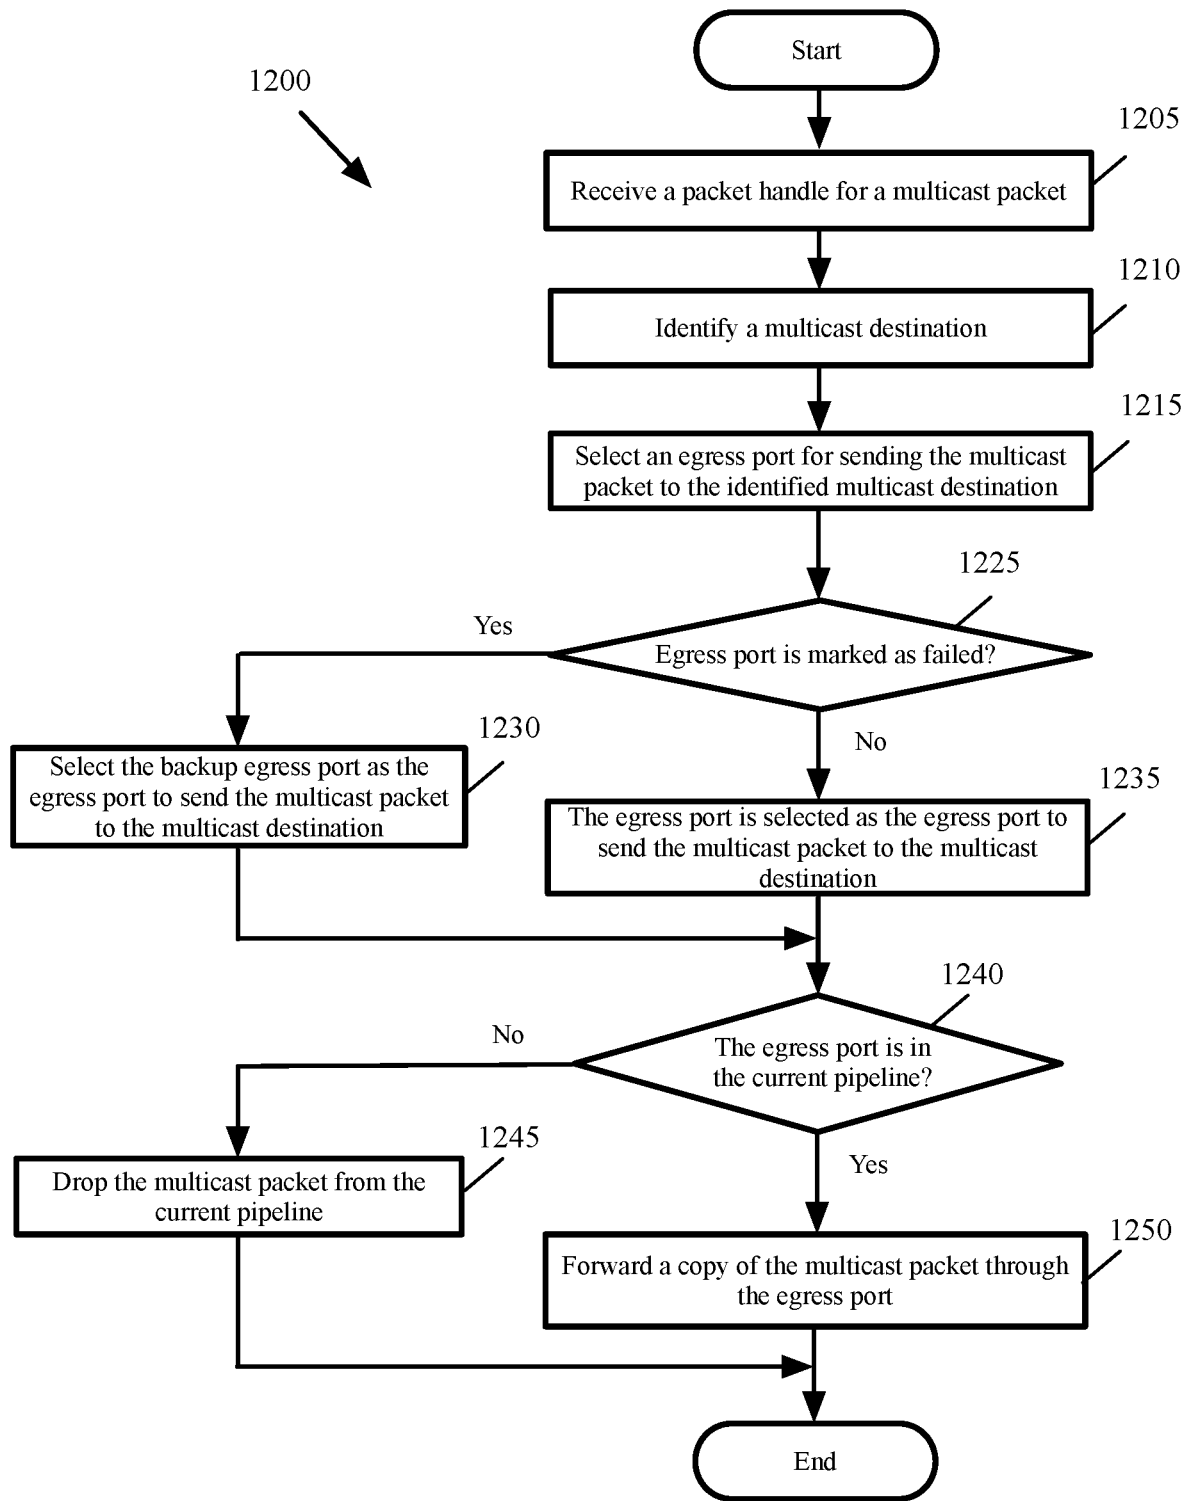 Start
1200
1205
Receive a packet handle for a multicast packet
1210
Identify a multicast destination
1215
Select an egress port for sending the multicast
packet to the identified multicast destination
1225
Yes
Egress port is marked as failed?
1230
No
Select the backup egress port as the
egress port to send the multicast packet
to the multicast destination
1235
The egress port is selected as the egress port to
send the multicast packet to the multicast
destination
1240
No
The egress port is in
the current pipeline?
1245
Yes
Drop the multicast packet from the
current pipeline
1250
Forward a copy of the multicast packet through
the egress port
End